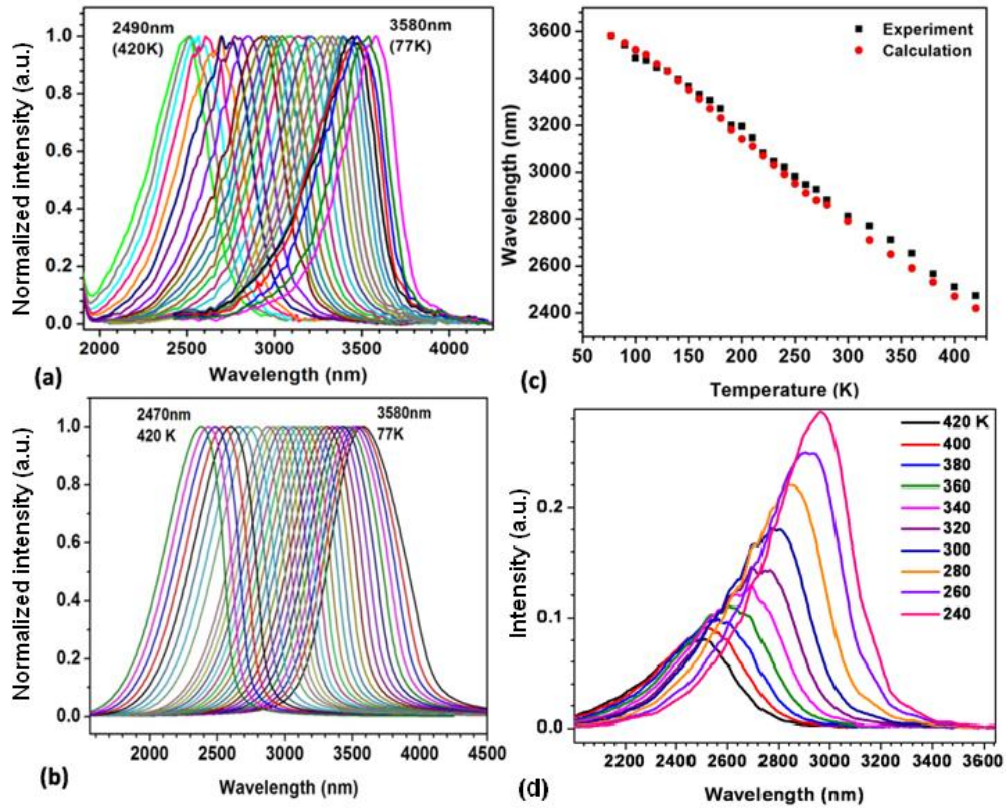 2490nm
(420K)
3580nm
(77K)
Normalized intensity (a.u.)
1.0
0.8
0.6
0.4
0.2
0.0
2000 2500 3000 3500 4000
(a)
Wavelength (nm)
Experiment
Calculation
Wavelength (nm)
3600
3400
3200
3000
2800
2600
2400
50 100 150 200 250 300 350 400
(c)
Temperature (K)
2470nm
420 K
3580nm
77K
Normalized intensity (a.u.)
1.0
0.8
0.6
0.4
0.2
0.0
2000 2500 3000 3500 4000 4500
(b)
Wavelength (nm)
420 K
400
380
360
340
320
300
280
260
240
Intensity (a.u.)
0.2
0.1
0.0
2200 2400 2600 2800 3000 3200 3400 3600
(d)
Wavelength (nm)